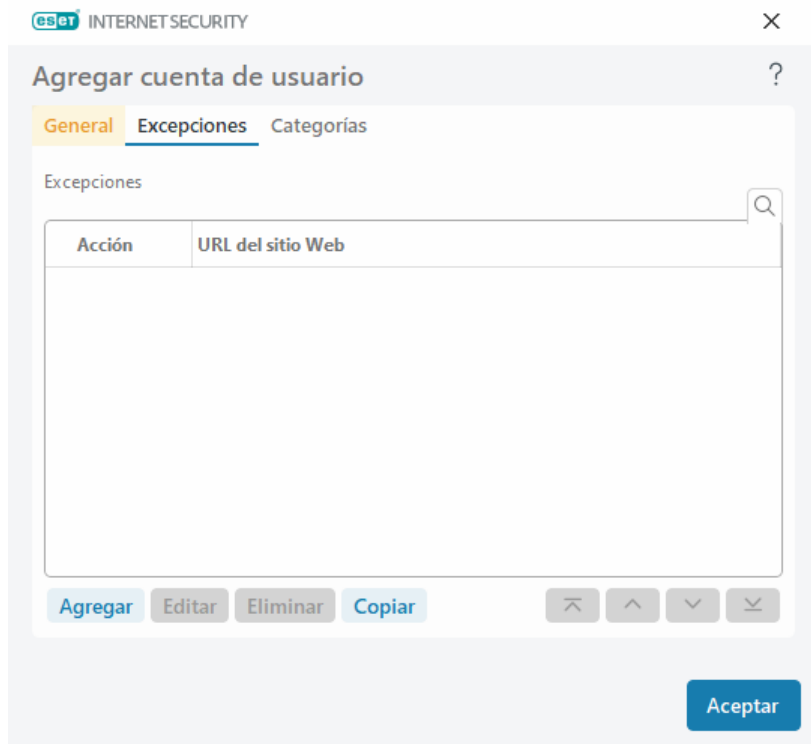 eset INTERNET SECURITY
Agregar cuenta de usuario
?
General Excepciones Categorías
Excepciones
Acción URL del sitio Web
Agregar Editar Eliminar Copiar
Aceptar